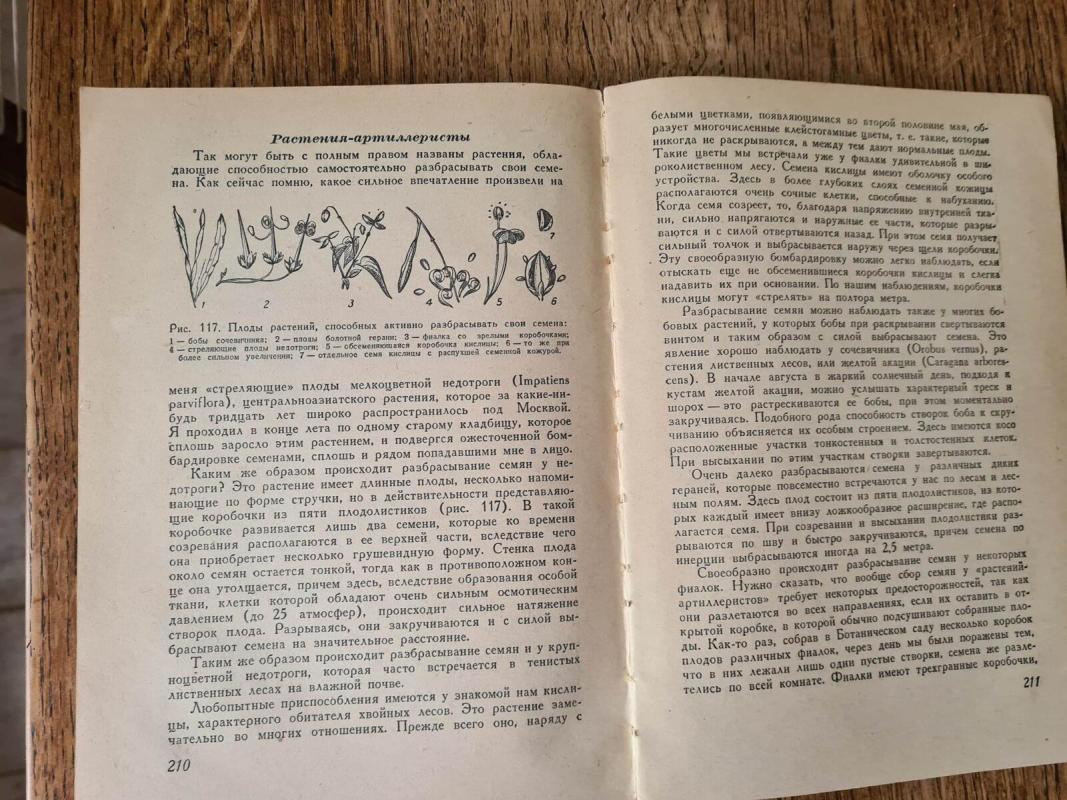 Растения-артиллеристы
Так могут быть с полным правом названы растения, обла-
дающие способностью самостоятельно разбрасывать свои семе-
на. Как сейчас помню, какое сильное впечатление произвели на
1 2 3 4 5 6 7
Рис. 117. Плоды растений, способных активно разбрасывать свои семена:
1 — бобы сочевичника; 2 — плоды болотной герани; 3 — фиалка со зрелыми коробочками;
4 — стреляющие плоды недотроги; 5 — обсеменяющаяся коробочка кислицы; 6 — то же при
более сильном увеличении; 7 — отдельное семя кислицы с распухшей семенной кожурой.
меня «стреляющие» плоды мелкоцветной недотроги (Impatiens
parviflora), центральноазиатского растения, которое за какие-ни-
будь тридцать лет широко распространилось под Москвой.
Я проходил в конце лета по одному старому кладбищу, которое
сплошь заросло этим растением, и подвергся ожесточенной бом-
бардировке семенами, сплошь и рядом попадавшими мне в лицо.
Каким же образом происходит разбрасывание семян у не-
дотроги? Это растение имеет длинные плоды, несколько напоми-
нающие по форме стручки, но в действительности представляю-
щие коробочки из пяти плодолистиков (рис. 117). В такой
коробочке развивается лишь два семени, которые ко времени
созревания располагаются в ее верхней части, вследствие чего
она приобретает несколько грушевидную форму. Стенка плода
около семян остается тонкой, тогда как в противоположном кон-
це она утолщается, причем здесь, вследствие образования особой
ткани, клетки которой обладают очень сильным осмотическим
давлением (до 25 атмосфер), происходит сильное натяжение
створок плода. Разрываясь, они закручиваются и с силой вы-
брасывают семена на значительное расстояние.
Таким же образом происходит разбрасывание семян и у круп-
ноцветной недотроги, которая часто встречается в тенистых
лиственных лесах на влажной почве.
Любопытные приспособления имеются у знакомой нам кисли-
цы, характерного обитателя хвойных лесов. Это растение заме-
чательно во многих отношениях. Прежде всего оно, наряду с
210
белыми цветками, появляющимися во второй половине мая, об-
разует многочисленные клейстогамные цветы, т. е. такие, которые
никогда не раскрываются, а между тем дают нормальные плоды.
Такие цветы мы встречали уже у фиалки удивительной в ши-
роколиственном лесу. Семена кислицы имеют оболочку особого
устройства. Здесь в более глубоких слоях семенной кожицы
располагаются очень сочные клетки, способные к набуханию.
Когда семя созреет, то, благодаря напряжению внутренней тка-
ни, сильно напрягаются и наружные ее части, которые разры-
ваются и с силой отвертываются назад. При этом семя получает
сильный толчок и выбрасывается наружу через щели коробочки.
Эту своеобразную бомбардировку можно легко наблюдать, если
отыскать еще не обсеменившиеся коробочки кислицы и слегка
надавить их при основании. По нашим наблюдениям, коробочки
кислицы могут «стрелять» на полтора метра.
Разбрасывание семян можно наблюдать также у многих бо-
бовых растений, у которых бобы при раскрывании свертываются
винтом и таким образом с силой выбрасывают семена. Это
явление хорошо наблюдать у сочевичника (Orobus vernus), ра-
стения лиственных лесов, или желтой акации (Caragana arbores-
cens). В начале августа в жаркий солнечный день, подходя к
кустам желтой акации, можно услышать характерный треск и
шорох — это растрескиваются ее бобы, при этом моментально
закручиваясь. Подобного рода способность створок боба к скру-
чиванию объясняется их особым строением. Здесь имеются косо
расположенные участки тонкостенных и толстостенных клеток.
При высыхании по этим участкам створки завертываются.
Очень далеко разбрасываются семена у различных диких
гераней, которые повсеместно встречаются у нас по лесам и лес-
ным полям. Здесь плод состоит из пяти плодолистиков, из кото-
рых каждый имеет внизу ложкообразное расширение, где распо-
лагается семя. При созревании и высыхании плодолистики раз-
рываются по шву и быстро закручиваются, причем семена по
инерции выбрасываются иногда на 2,5 метра.
Своеобразно происходит разбрасывание семян у некоторых
фиалок. Нужно сказать, что вообще сбор семян у «растений-
артиллеристов» требует некоторых предосторожностей, так как
они разлетаются во всех направлениях, если их оставить в от-
крытой коробке, в которой обычно подсушивают собранные пло-
ды. Как-то раз, собрав в Ботаническом саду несколько коробок
плодов различных фиалок, через день мы были поражены тем,
что в них лежали лишь одни пустые створки, семена же разле-
телись по всей комнате. Фиалки имеют трехгранные коробочки,
211